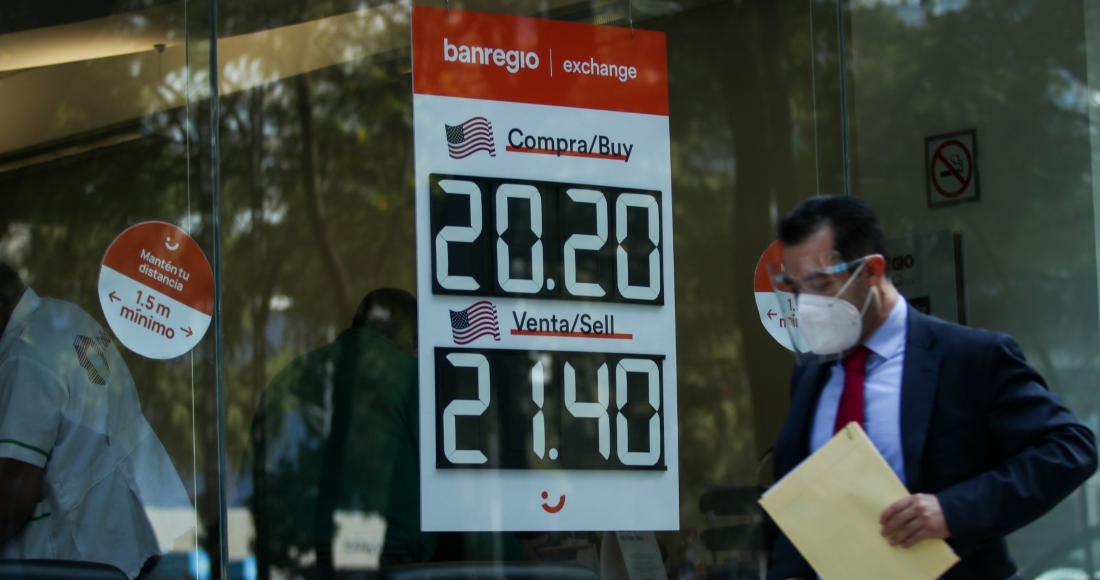 banregio | exchange
Compra/Buy
20.20
Venta/Sell
21.40
Mantén tu
distancia
1.5 m
mínimo